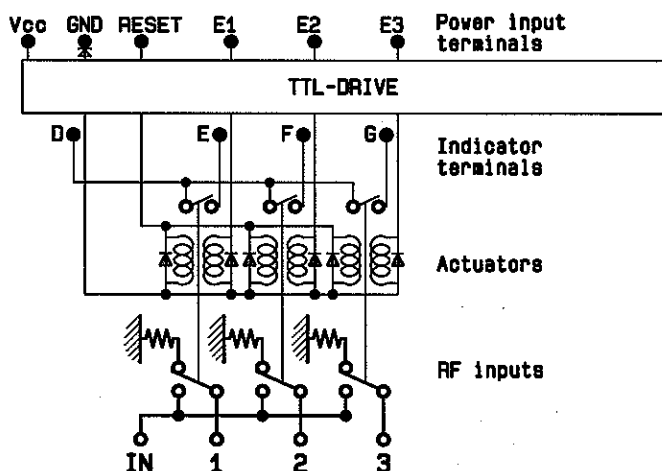 Vcc GND RESET E1 E2 E3 Power input
terminals
TTL-DRIVE
D E F G Indicator
terminals
Actuators
RF inputs
IN 1 2 3